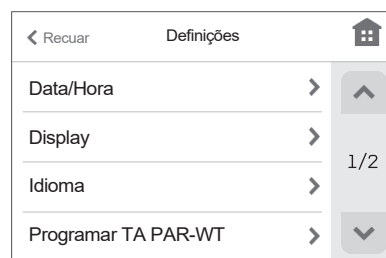 Recuar
Definições
Data/Hora
Display
1/2
Idioma
Programar TA PAR-WT